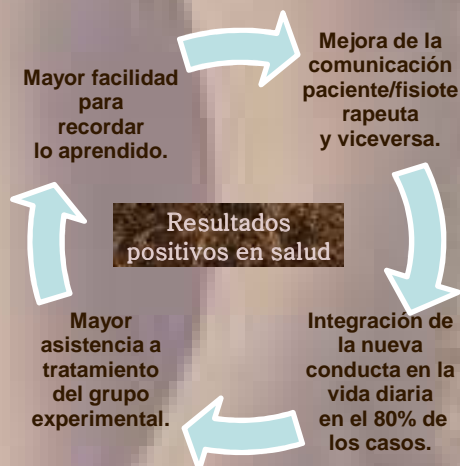 Mayor facilidad
para
recordar
lo aprendido.
Mejora de la
comunicación
paciente/fisiote
rapeuta
y viceversa.
Resultados
positivos en salud
Mayor
asistencia a
tratamiento
del grupo
experimental.
Integración de
la nueva
conducta en la
vida diaria
en el 80% de
los casos.